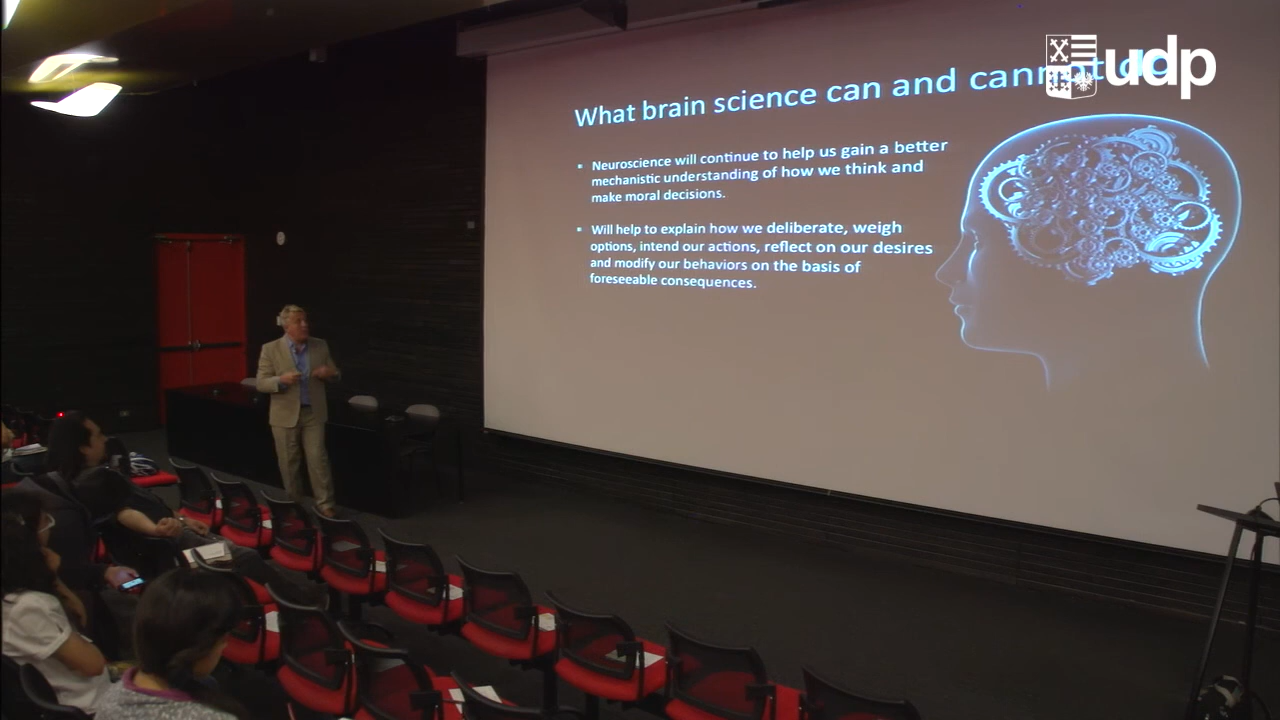 udp
What brain science can and cannot do
Neuroscience will continue to help us gain a better
mechanistic understanding of how we think and
make moral decisions.
Will help to explain how we deliberate, weigh
options, intend our actions, reflect on our desires
and modify our behaviors on the basis of
foreseeable consequences.